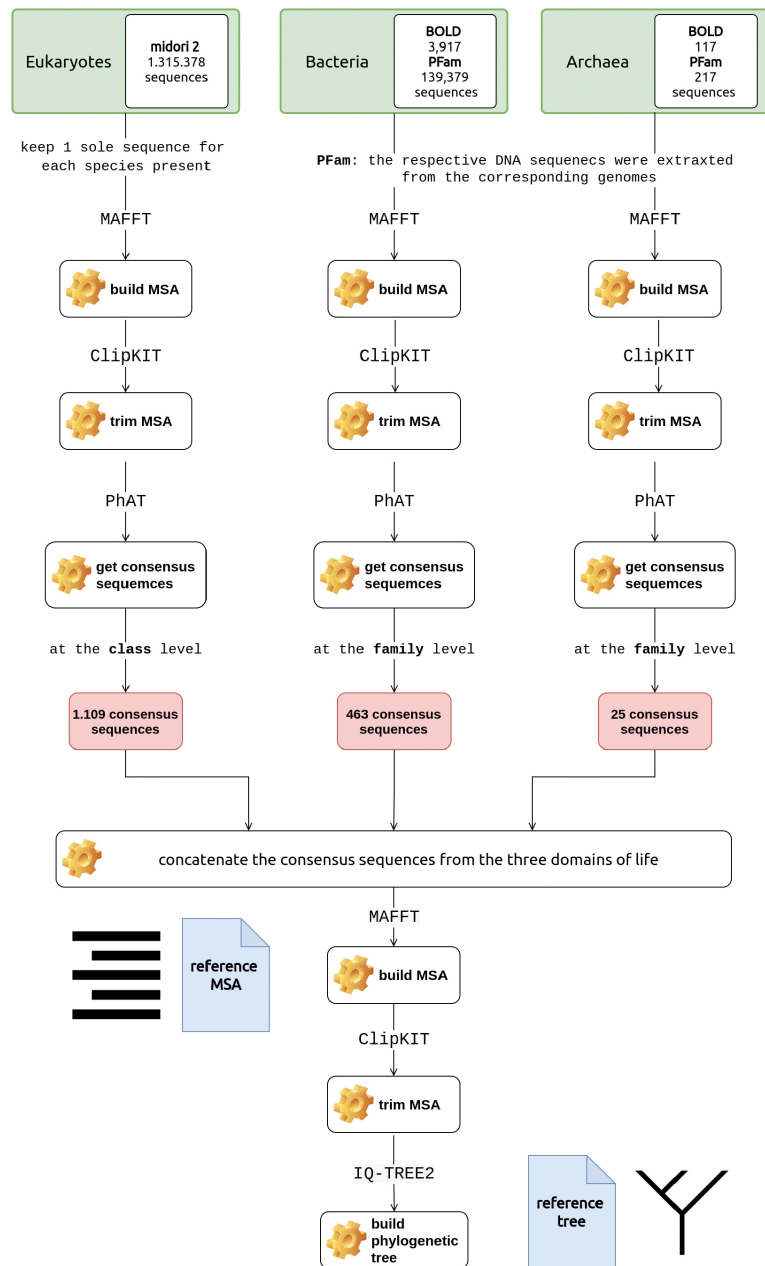 Eukaryotes
midori 2
1.315.378
sequences
Bacteria
BOLD
3,917
PFam
139,379
sequences
Archaea
BOLD
117
PFam
217
sequences
keep 1 sole sequence for
each species present
PFam: the respective DNA sequenecs were extraxted
from the corresponding genomes
MAFFT
MAFFT
MAFFT
build MSA
build MSA
build MSA
ClipKIT
ClipKIT
ClipKIT
trim MSA
trim MSA
trim MSA
PhAT
PhAT
PhAT
get consensus
sequemces
get consensus
sequemces
get consensus
sequemces
at the class level
at the family level
at the family level
1.109 consensus
sequences
463 consensus
sequences
25 consensus
sequences
concatenate the consensus sequences from the three domains of life
MAFFT
reference
MSA
build MSA
ClipKIT
trim MSA
IQ-TREE2
reference
tree
build
phylogenetic
tree